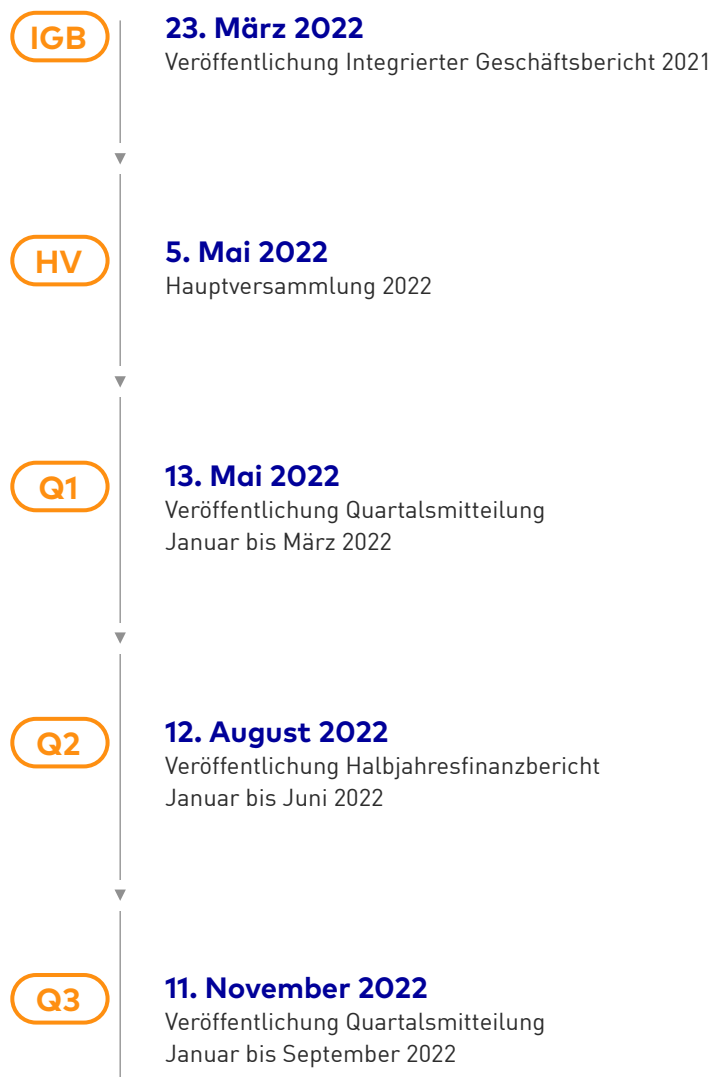 IGB
23. März 2022
Veröffentlichung Integrierter Geschäftsbericht 2021
HV
5. Mai 2022
Hauptversammlung 2022
Q1
13. Mai 2022
Veröffentlichung Quartalsmitteilung
Januar bis März 2022
Q2
12. August 2022
Veröffentlichung Halbjahresfinanzbericht
Januar bis Juni 2022
Q3
11. November 2022
Veröffentlichung Quartalsmitteilung
Januar bis September 2022